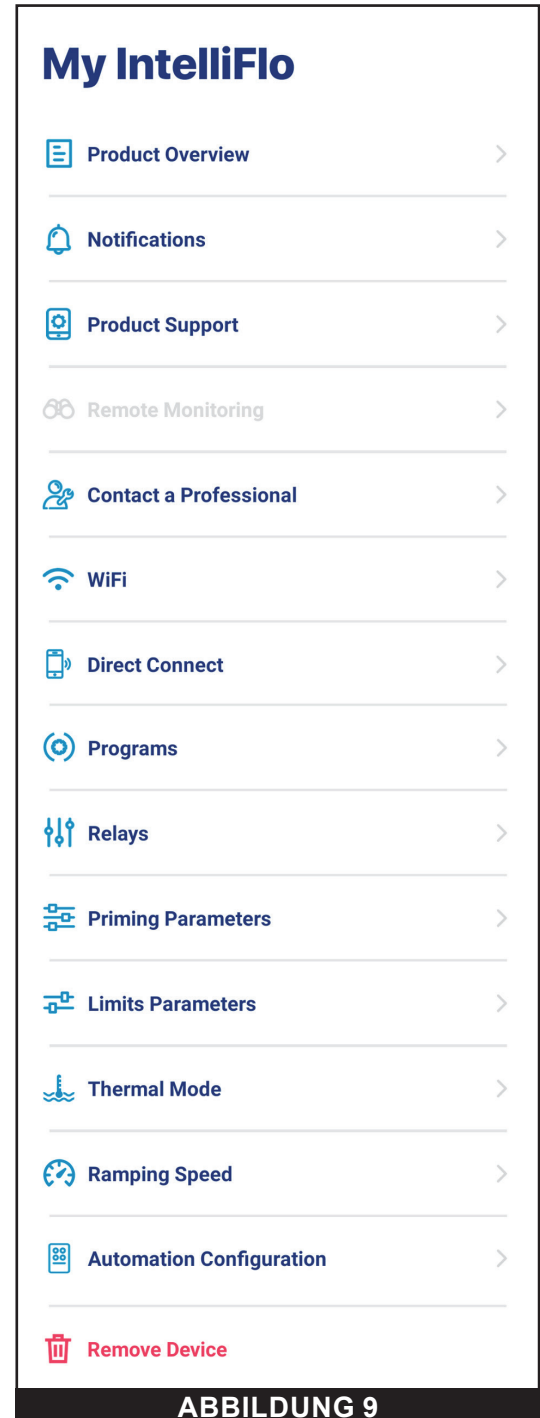 My IntelliFlo
Product Overview
Notifications
Product Support
Remote Monitoring
Contact a Professional
WiFi
Direct Connect
Programs
Relays
Priming Parameters
Limits Parameters
Thermal Mode
Ramping Speed
Automation Configuration
Remove Device
ABBILDUNG 9